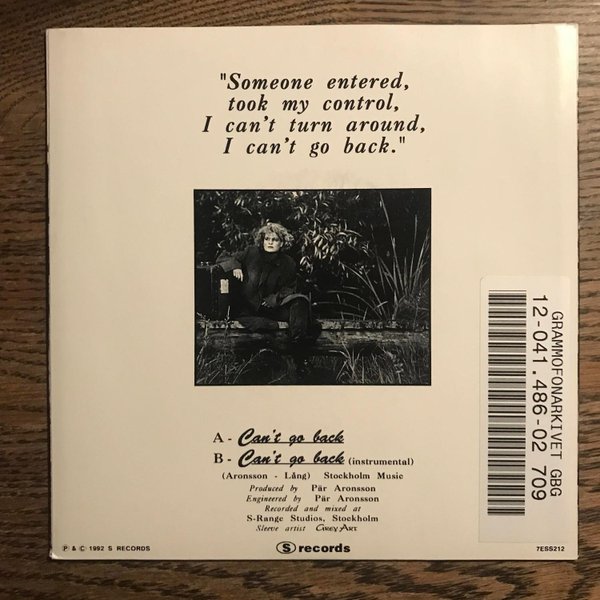 "Someone entered,
took my control,
I can't turn around,
I can't go back."
A - Can't go back
B - Can't go back (instrumental)
(Aronsson - Lång) Stockholm Music
Produced by Pär Aronsson
Engineered by Pär Aronsson
Recorded and mixed at
S-Range Studios, Stockholm
Sleeve artist GREY ART
℗ & © 1992 S RECORDS
S records
7ESS212
GRAMMOFONARKIVET GBG
12-041.486-02 709